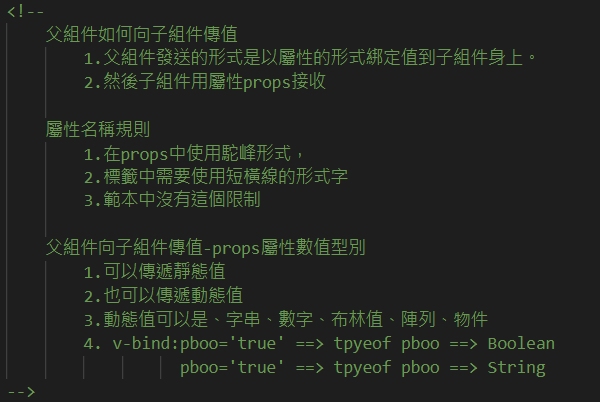 <!--
父組件如何向子組件傳值
1.父組件發送的形式是以屬性的形式綁定值到子組件身上。
2.然後子組件用屬性props接收
屬性名稱規則
1.在props中使用駝峰形式，
2.標籤中需要使用短橫線的形式字
3.範本中沒有這個限制
父組件向子組件傳值-props屬性數值型別
1.可以傳遞靜態值
2.也可以傳遞動態值
3.動態值可以是、字串、數字、布林值、陣列、物件
4. v-bind:pboo='true' ==> tpyeof pboo ==> Boolean
pboo='true' ==> tpyeof pboo ==> String
-->